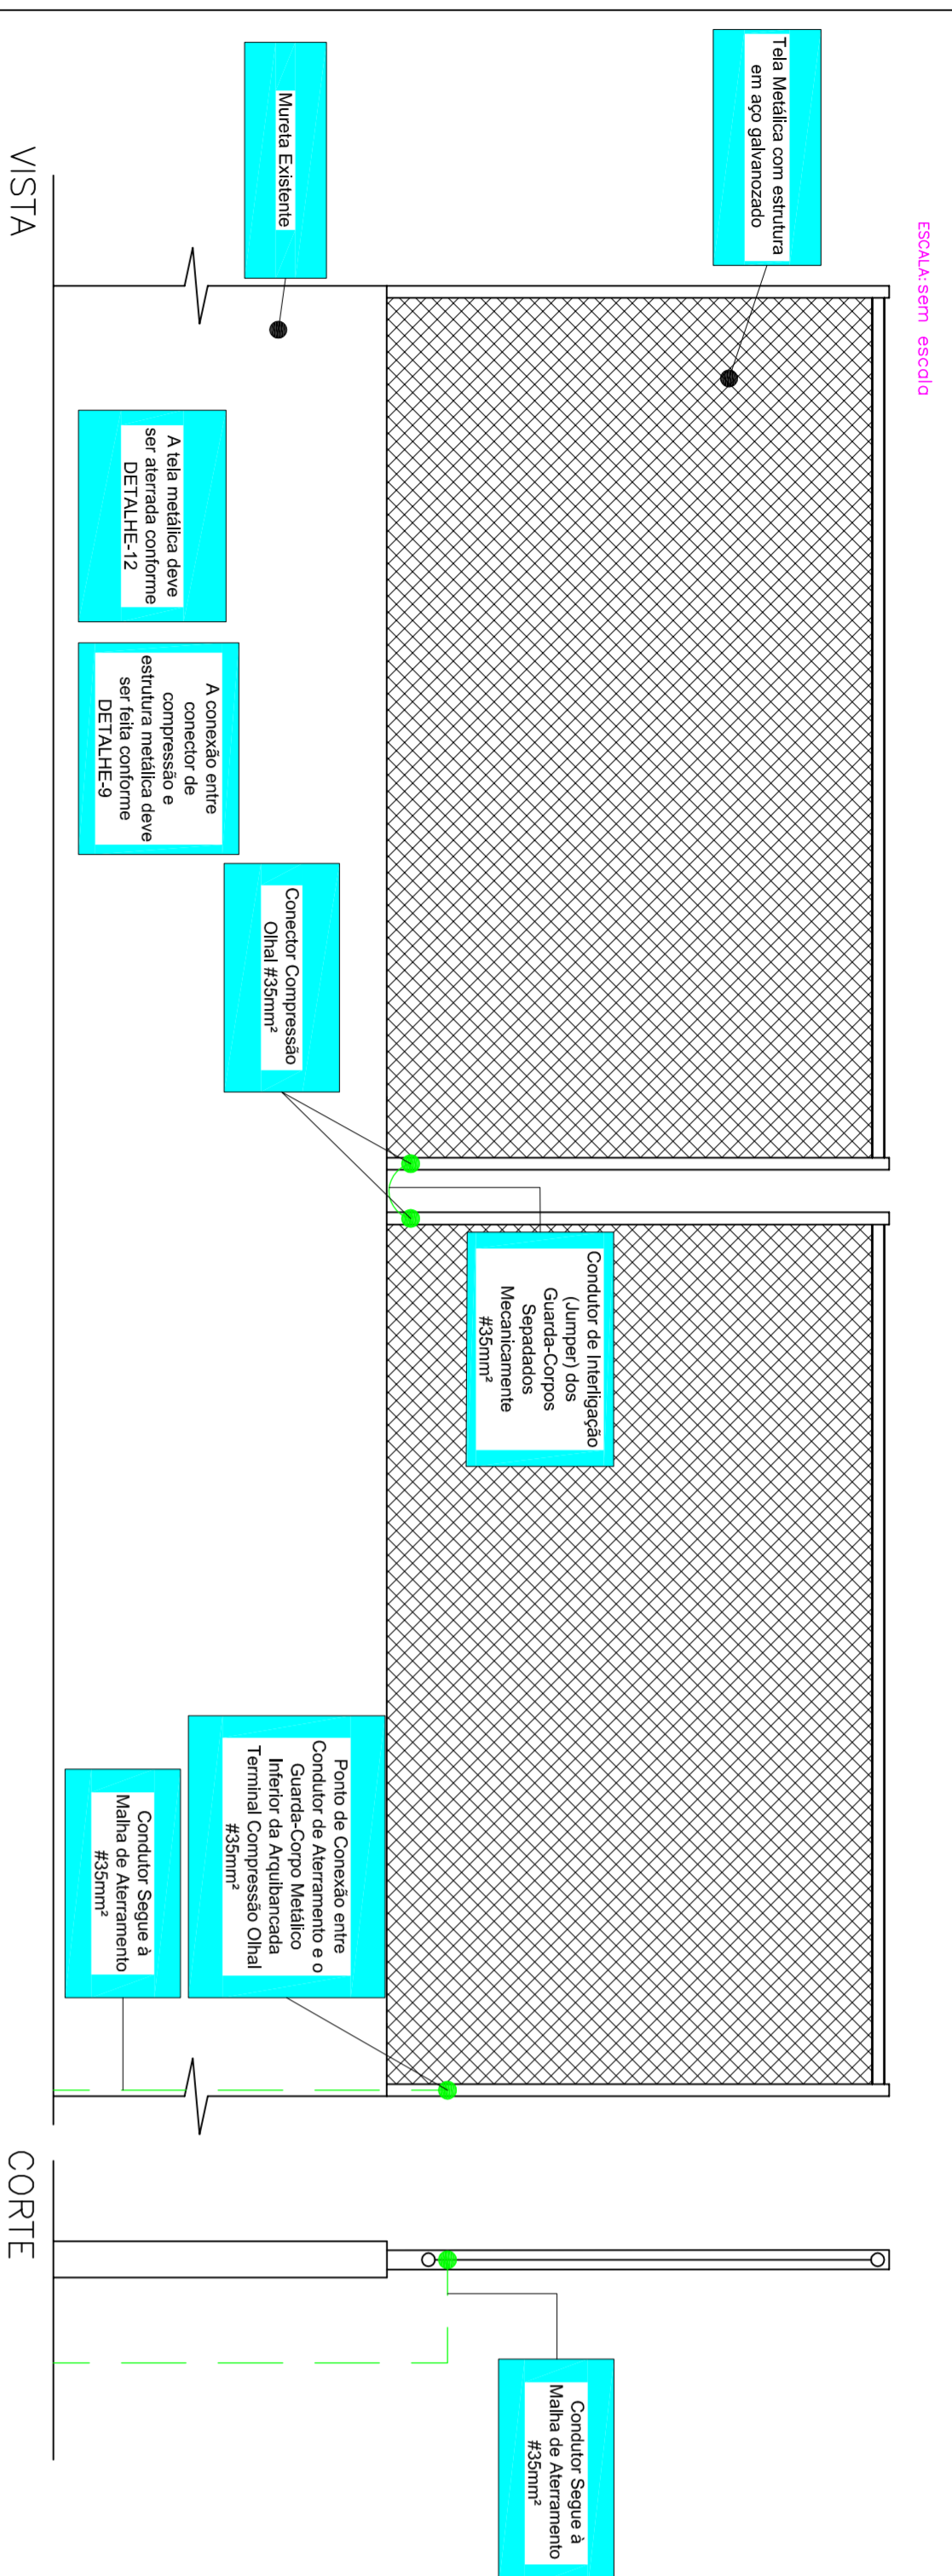 ESCALA: sem escala
Tela Metálica com estrutura
em aço galvanozado
Mureta Existente
A tela metálica deve
ser aterrada conforme
DETALHE-12
A conexão entre
conector de
compressão e
estrutura metálica deve
ser feita conforme
DETALHE-9
Conector Compressão
Olhal #35mm²
Condutor de Interligação
(Jumper) dos
Guarda-Corpos
Sepadados
Mecanicamente
#35mm²
Ponto de Conexão entre
Condutor de Aterramento e o
Guarda-Corpo Metálico
Inferior da Arquibancada
Terminal Compressão Olhal
#35mm²
Condutor Segue à
Malha de Aterramento
#35mm²
Condutor Segue à
Malha de Aterramento
#35mm²
VISTA
CORTE